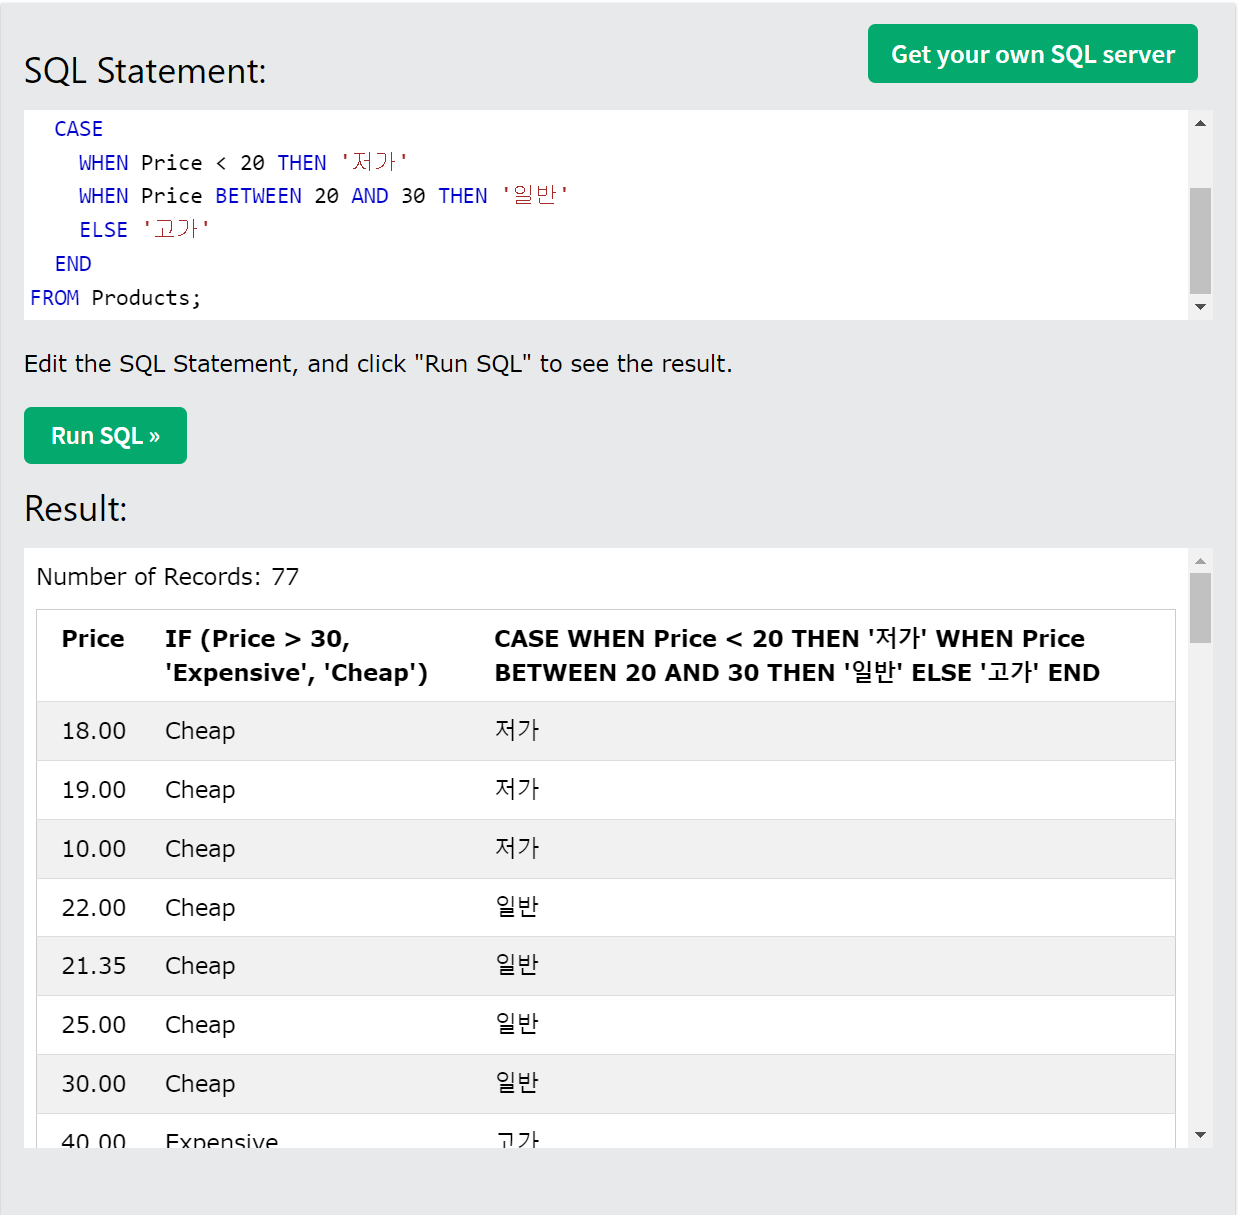 Get your own SQL server
SQL Statement:
CASE
WHEN Price < 20 THEN '저가'
WHEN Price BETWEEN 20 AND 30 THEN '일반'
ELSE '고가'
END
FROM Products;
Edit the SQL Statement, and click "Run SQL" to see the result.
Run SQL »
Result:
Number of Records: 77
Price IF (Price > 30, 'Expensive', 'Cheap') CASE WHEN Price < 20 THEN '저가' WHEN Price BETWEEN 20 AND 30 THEN '일반' ELSE '고가' END
18.00 Cheap 저가
19.00 Cheap 저가
10.00 Cheap 저가
22.00 Cheap 일반
21.35 Cheap 일반
25.00 Cheap 일반
30.00 Cheap 일반
40.00 Expensive 고가